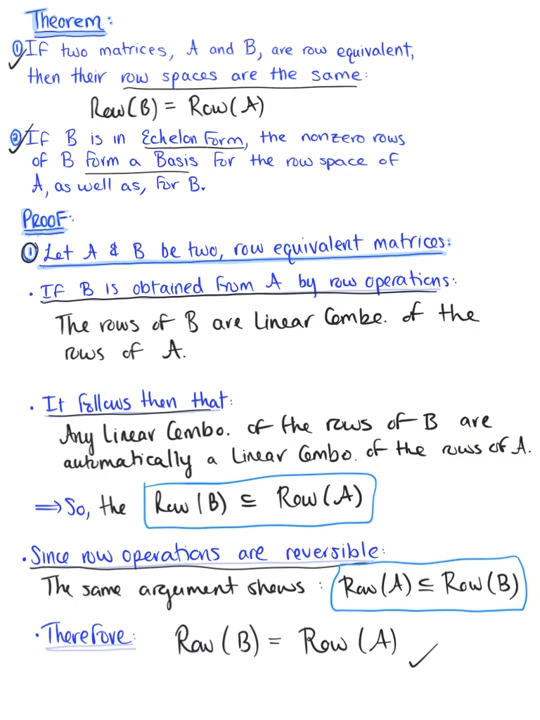 Theorem:
① If two matrices, A and B, are row equivalent,
then their row spaces are the same:
Row(B) = Row(A)
② If B is in Echelon Form, the nonzero rows
of B Form a Basis For the row space of
A, as well as, For B.
PROOF:
① Let A & B be two, row equivalent matrices:
· If B is obtained From A by row operations:
The rows of B are Linear Combo. of the
rows of A.
· It follows then that:
Any Linear Combo. of the rows of B are
automatically a Linear Combo. of the rows of A.
⟹ So, the Row(B) ⊆ Row(A)
· Since row operations are reversible:
The same argument shows: Row(A) ⊆ Row(B)
· Therefore: Row(B) = Row(A) ✓